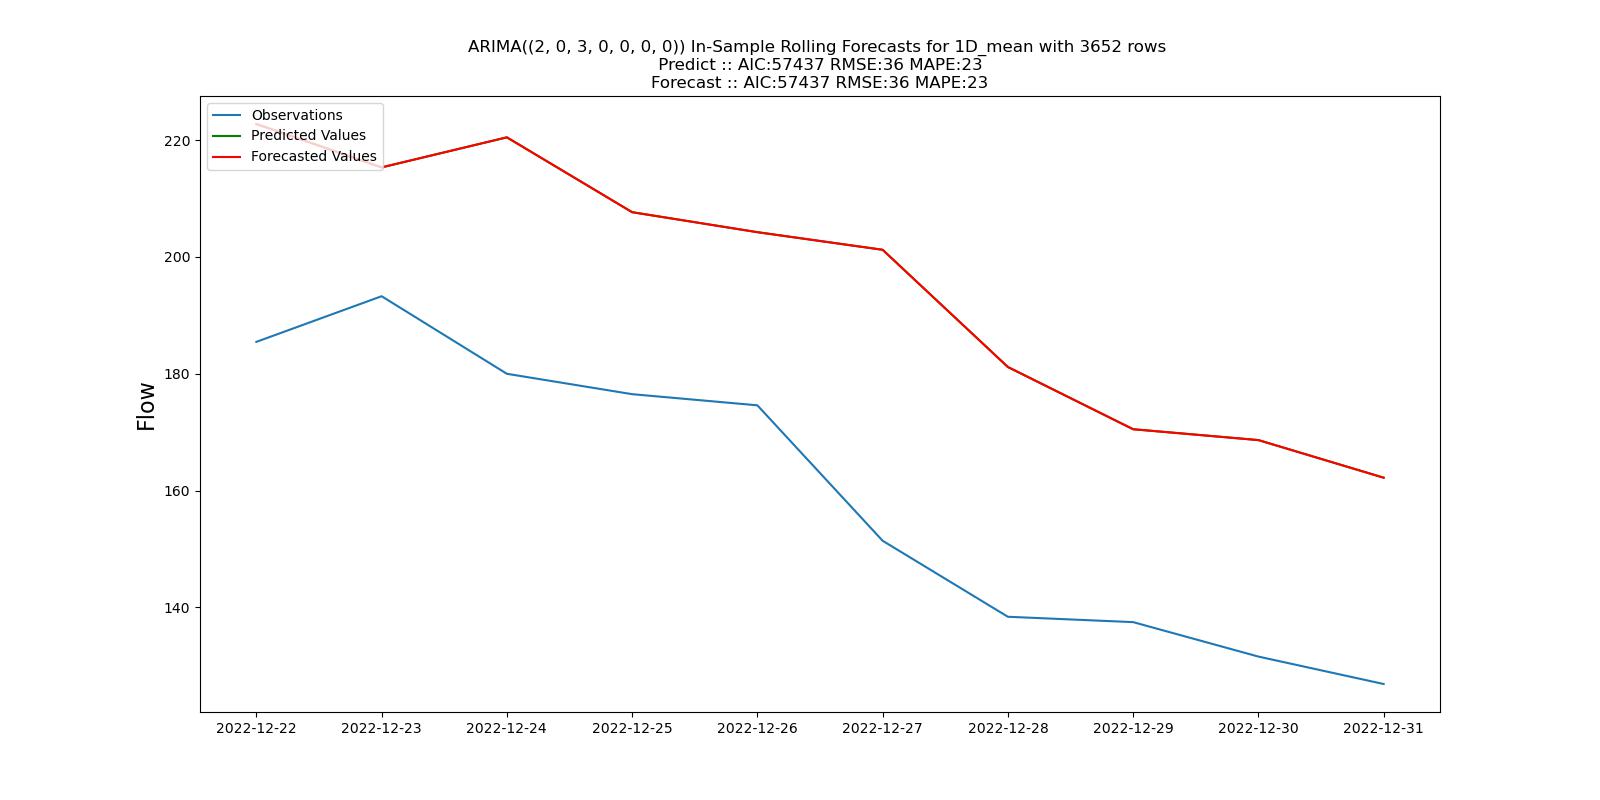 ARIMA((2, 0, 3, 0, 0, 0, 0)) In-Sample Rolling Forecasts for 1D_mean with 3652 rows
Predict :: AIC:57437 RMSE:36 MAPE:23
Forecast :: AIC:57437 RMSE:36 MAPE:23
Observations
Predicted Values
Forecasted Values
220
200
180
160
140
Flow
2022-12-22 2022-12-23 2022-12-24 2022-12-25 2022-12-26 2022-12-27 2022-12-28 2022-12-29 2022-12-30 2022-12-31